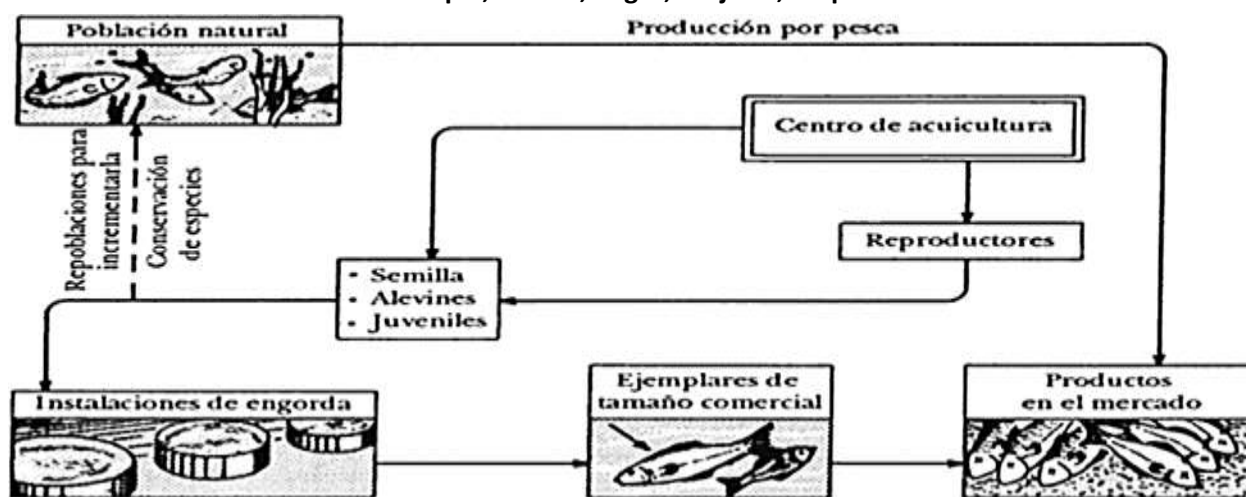 Población natural
Producción por pesca
Centro de acuicultura
Repoblaciones para
incrementarla
Conservación
de especies
Reproductores
• Semilla
• Alevines
• Juveniles
Instalaciones de engorda
Ejemplares de
tamaño comercial
Productos
en el mercado